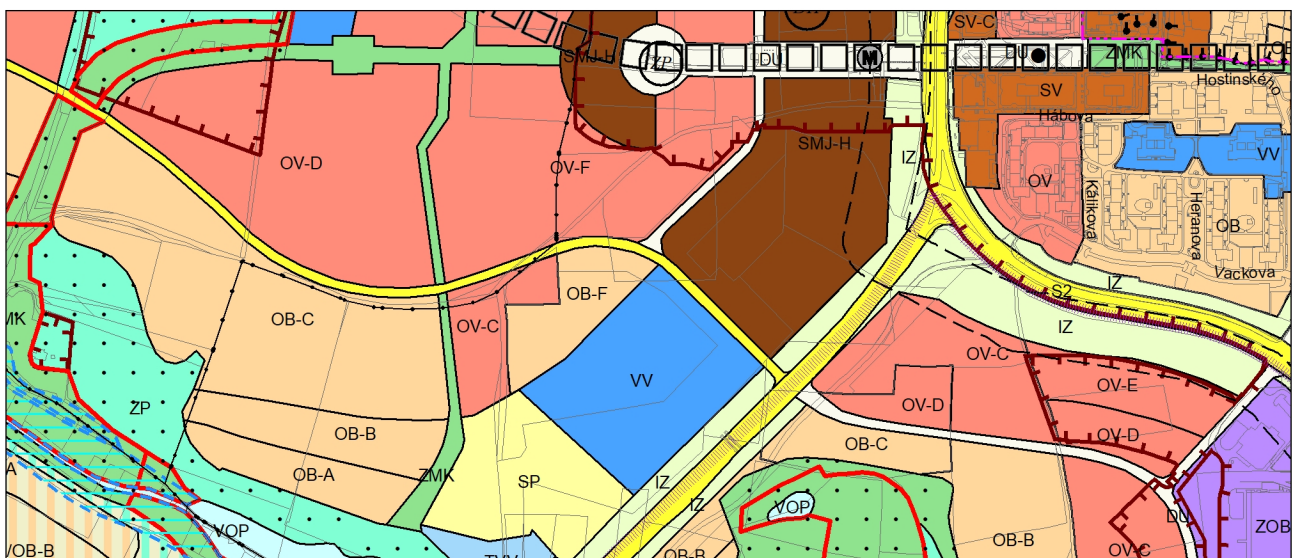 SV-C
SMJ-H
ZP
DU
M
DU
ZMK
Hostinského
SV
Hábova
SMJ-H
IZ
VV
OV-D
OV-F
OV
Kálikova
Heranova
OB
Vackova
OB-F
S2
IZ
IZ
OB-C
OV-C
OV-C
VV
OV-E
ZP
OV-D
OV-D
OB-B
OB-C
OB-A
ZMK
SP
IZ
IZ
VOP
VOP
DU
ZOB
OB-B
OV-C
/OB-B
OB-B